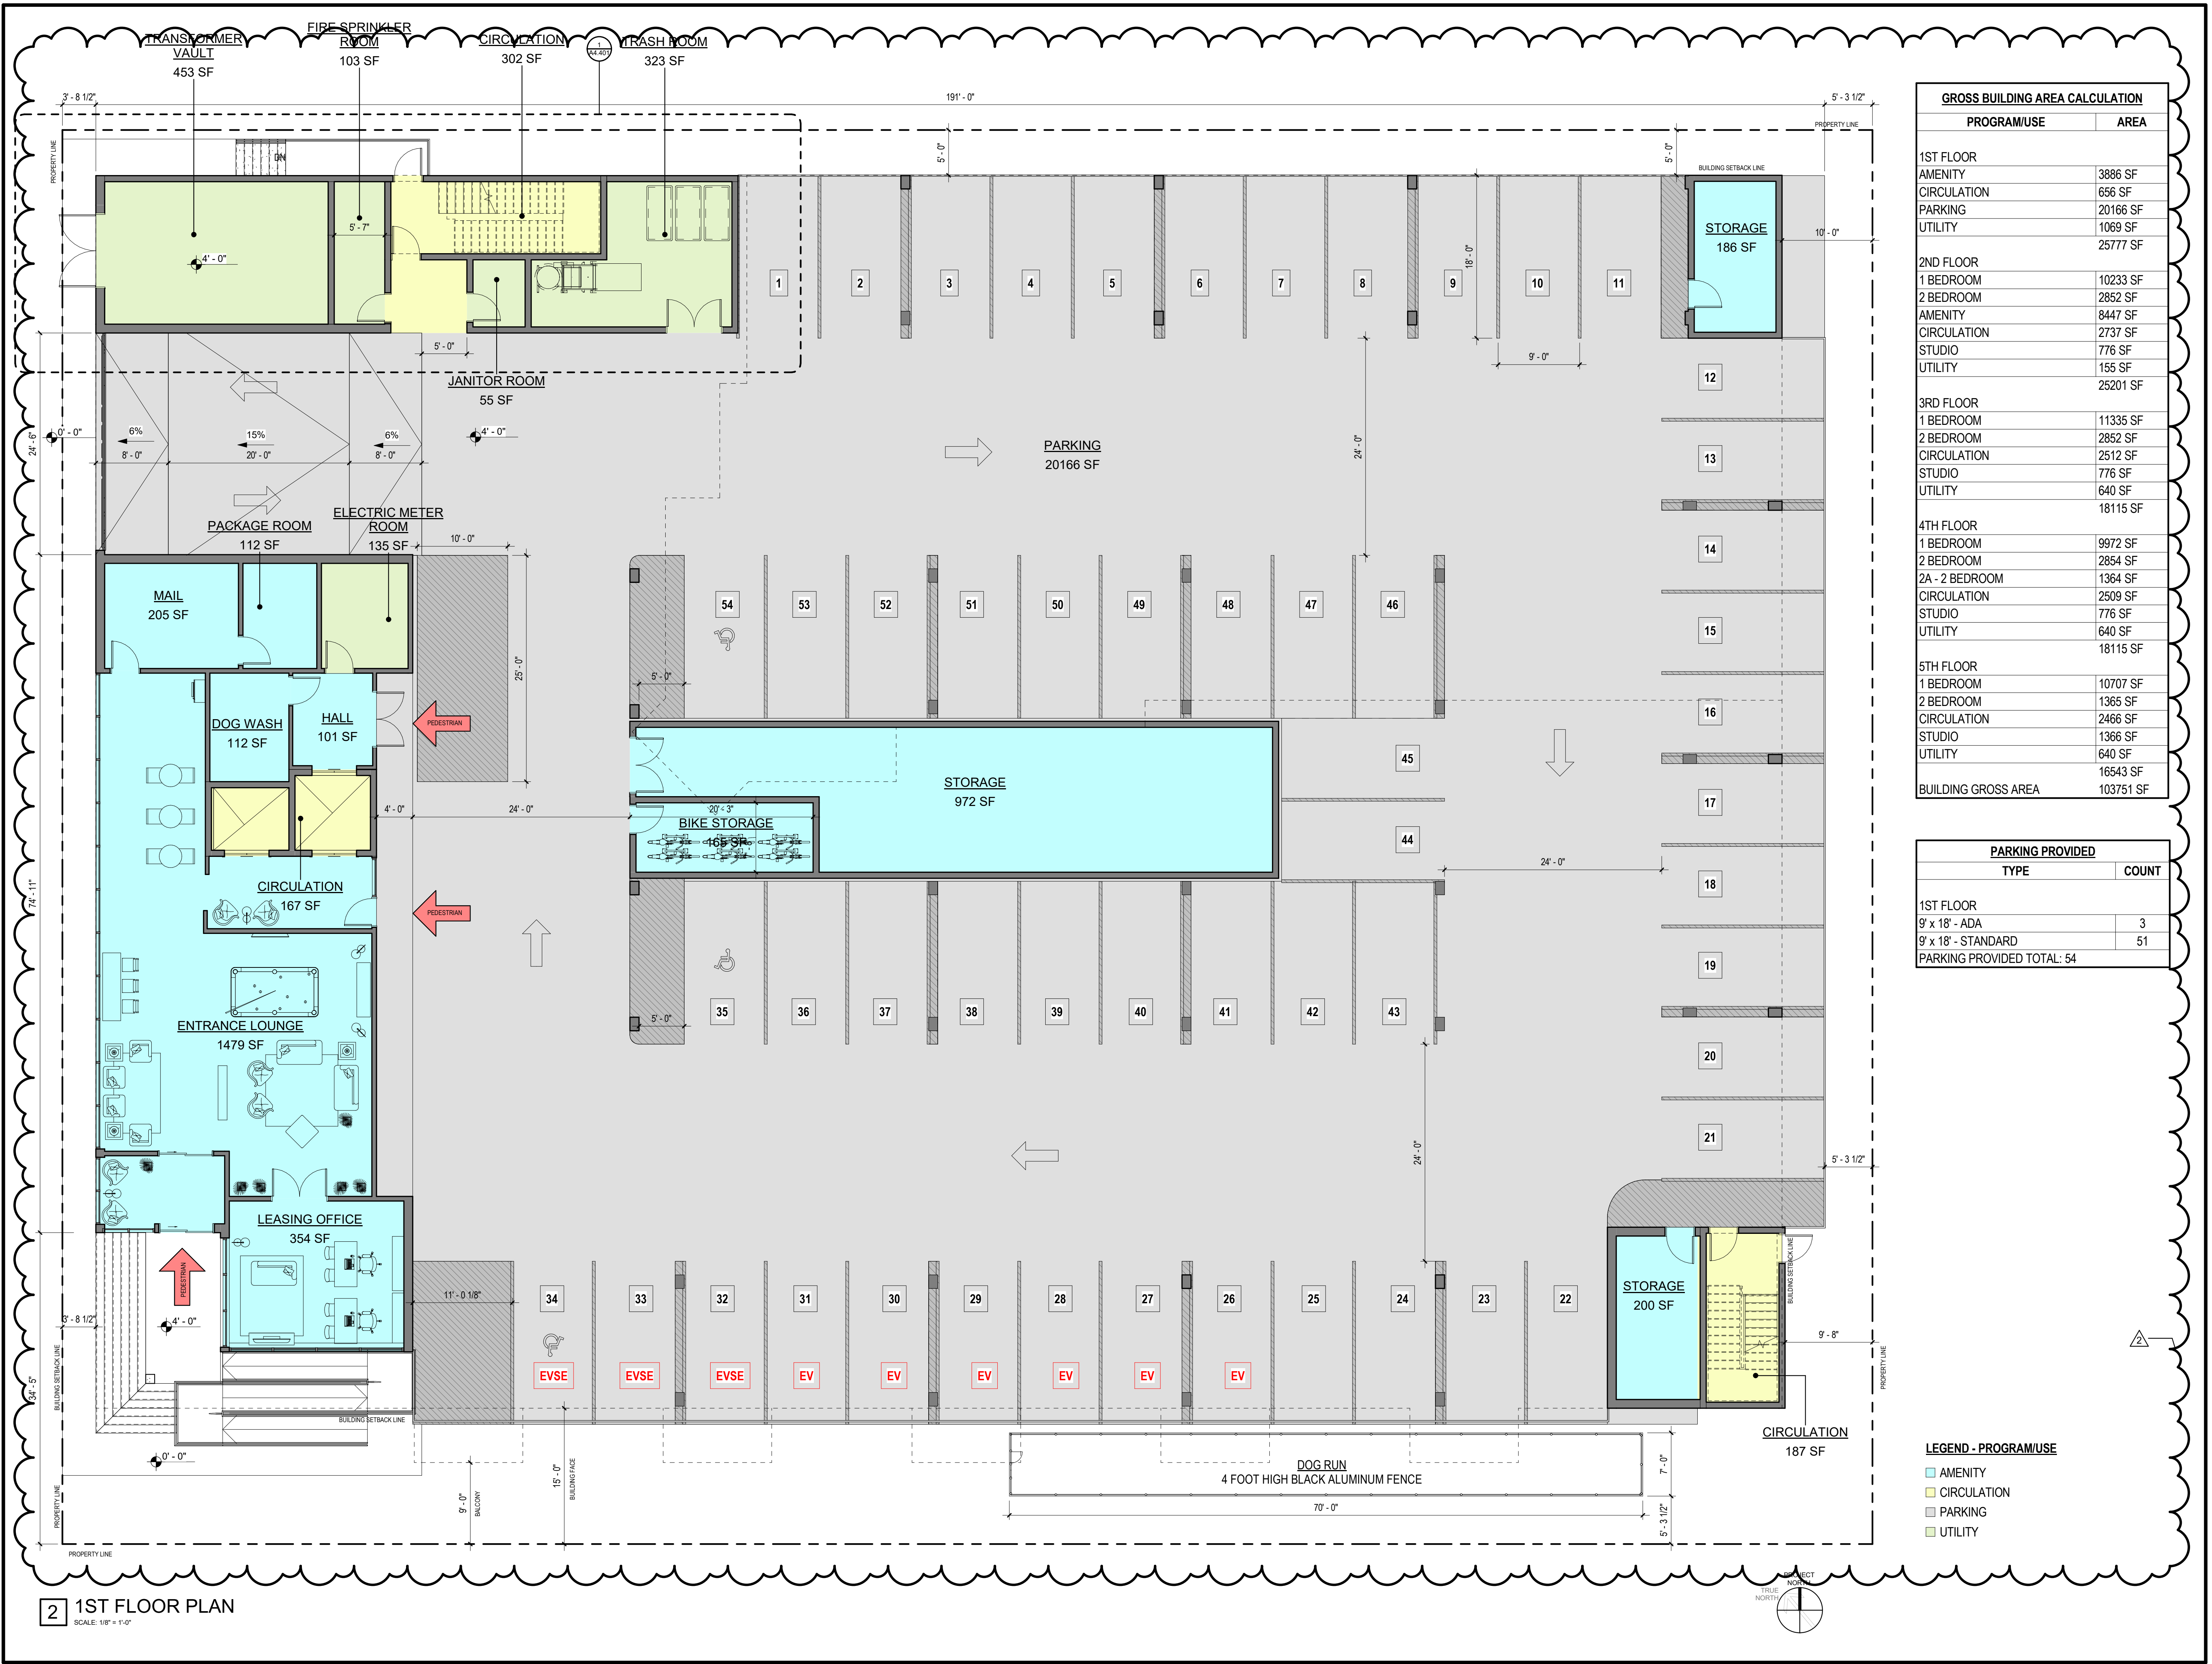 TRANSFORMER
VAULT
453 SF
FIRE SPRINKLER
ROOM
103 SF
CIRCULATION
302 SF
1
A4.401
TRASH ROOM
323 SF
3' - 8 1/2"
191' - 0"
5' - 3 1/2"
PROPERTY LINE
PROPERTY LINE
DN
5' - 0"
5' - 0"
BUILDING SETBACK LINE
5' - 7"
4' - 0"
STORAGE
186 SF
10' - 0"
18' - 0"
1
2
3
4
5
6
7
8
9
10
11
9' - 0"
5' - 0"
JANITOR ROOM
55 SF
12
24' - 6"
0' - 0"
6%
15%
6%
8' - 0"
20' - 0"
8' - 0"
4' - 0"
PARKING
20166 SF
24' - 0"
13
PACKAGE ROOM
112 SF
ELECTRIC METER
ROOM
135 SF
10' - 0"
14
MAIL
205 SF
54
53
52
51
50
49
48
47
46
15
25' - 0"
5' - 0"
DOG WASH
112 SF
HALL
101 SF
PEDESTRIAN
16
45
STORAGE
972 SF
17
4' - 0"
24' - 0"
20' - 3"
BIKE STORAGE
165 SF
44
24' - 0"
74' - 11"
CIRCULATION
167 SF
PEDESTRIAN
18
19
ENTRANCE LOUNGE
1479 SF
5' - 0"
35
36
37
38
39
40
41
42
43
20
21
24' - 0"
5' - 3 1/2"
LEASING OFFICE
354 SF
PEDESTRIAN
4' - 0"
3' - 8 1/2"
34' - 5"
BUILDING SETBACK LINE
11' - 0 1/8"
34
33
32
31
30
29
28
27
26
25
24
23
22
EVSE
EVSE
EVSE
EV
EV
EV
EV
EV
EV
STORAGE
200 SF
BUILDING SETBACK LINE
9' - 8"
PROPERTY LINE
2
BUILDING SETBACK LINE
0' - 0"
CIRCULATION
187 SF
PROPERTY LINE
9' - 0"
BALCONY
15' - 0"
BUILDING FACE
DOG RUN
4 FOOT HIGH BLACK ALUMINUM FENCE
7' - 0"
70' - 0"
5' - 3 1/2"
PROPERTY LINE
PROJECT
NORTH
TRUE
NORTH
2
1ST FLOOR PLAN
SCALE: 1/8" = 1'-0"
GROSS BUILDING AREA CALCULATION
PROGRAM/USE AREA
1ST FLOOR
AMENITY 3886 SF
CIRCULATION 656 SF
PARKING 20166 SF
UTILITY 1069 SF
25777 SF
2ND FLOOR
1 BEDROOM 10233 SF
2 BEDROOM 2852 SF
AMENITY 8447 SF
CIRCULATION 2737 SF
STUDIO 776 SF
UTILITY 155 SF
25201 SF
3RD FLOOR
1 BEDROOM 11335 SF
2 BEDROOM 2852 SF
CIRCULATION 2512 SF
STUDIO 776 SF
UTILITY 640 SF
18115 SF
4TH FLOOR
1 BEDROOM 9972 SF
2 BEDROOM 2854 SF
2A - 2 BEDROOM 1364 SF
CIRCULATION 2509 SF
STUDIO 776 SF
UTILITY 640 SF
18115 SF
5TH FLOOR
1 BEDROOM 10707 SF
2 BEDROOM 1365 SF
CIRCULATION 2466 SF
STUDIO 1366 SF
UTILITY 640 SF
16543 SF
BUILDING GROSS AREA 103751 SF
PARKING PROVIDED
TYPE COUNT
1ST FLOOR
9' x 18' - ADA 3
9' x 18' - STANDARD 51
PARKING PROVIDED TOTAL: 54
LEGEND - PROGRAM/USE
AMENITY
CIRCULATION
PARKING
UTILITY